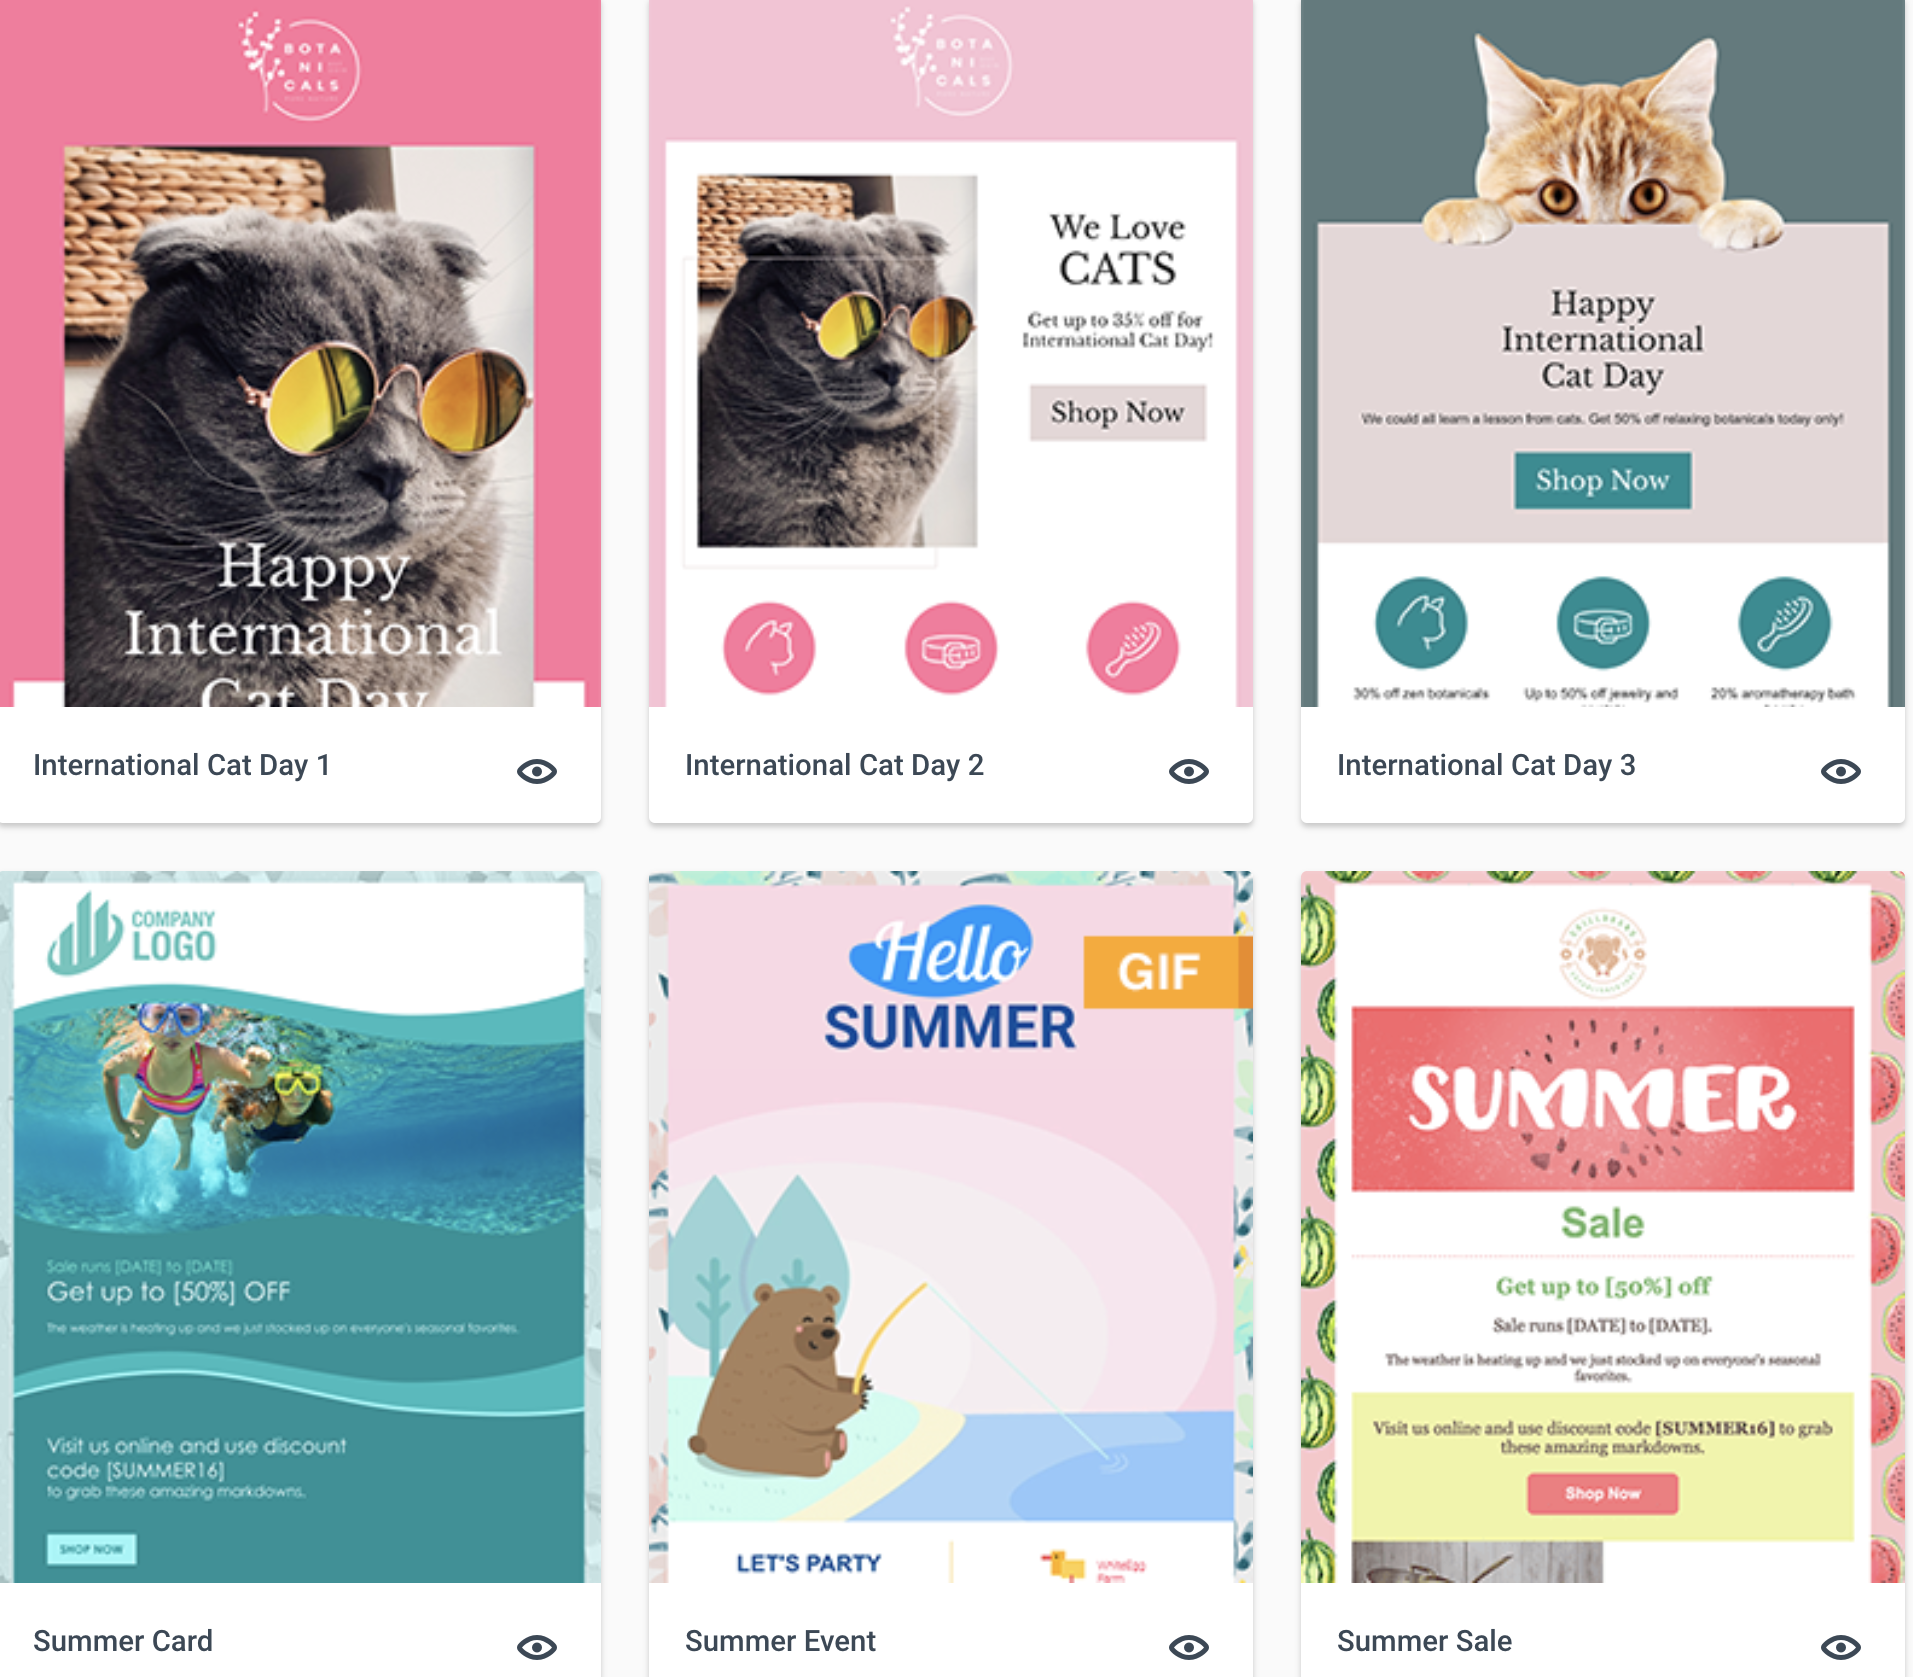 BOTA
NI
CALS
Happy
International
Cat Day
International Cat Day 1
BOTA
NI
CALS
We Love
CATS
Get up to 35% off for
International Cat Day!
Shop Now
International Cat Day 2
Happy
International
Cat Day
We could all learn a lesson from cats. Get 50% off relaxing botanicals today only!
Shop Now
30% off zen botanicals
Up to 50% off jewelry and
20% aromatherapy bath
International Cat Day 3
COMPANY
LOGO
Sale runs [DATE] to [DATE]
Get up to [50%] OFF
The weather is heating up and we just stocked up on everyone's seasonal favorites.
Visit us online and use discount
code [SUMMER16]
to grab these amazing markdowns.
SHOP NOW
Summer Card
Hello
SUMMER
GIF
LET'S PARTY
Farm
Summer Event
SUMMER
Sale
Get up to [50%] off
Sale runs [DATE] to [DATE].
The weather is heating up and we just stocked up on everyone's seasonal
favorites.
Visit us online and use discount code [SUMMER16] to grab
these amazing markdowns.
Shop Now
Summer Sale